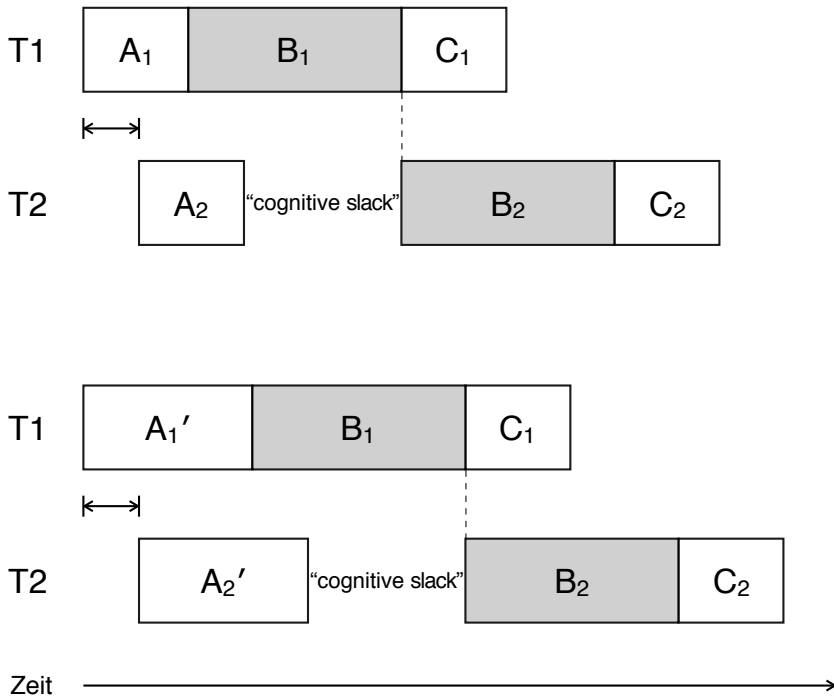 T1 A₁ B₁ C₁
T2 A₂ “cognitive slack” B₂ C₂
T1 A₁′ B₁ C₁
T2 A₂′ “cognitive slack” B₂ C₂
Zeit